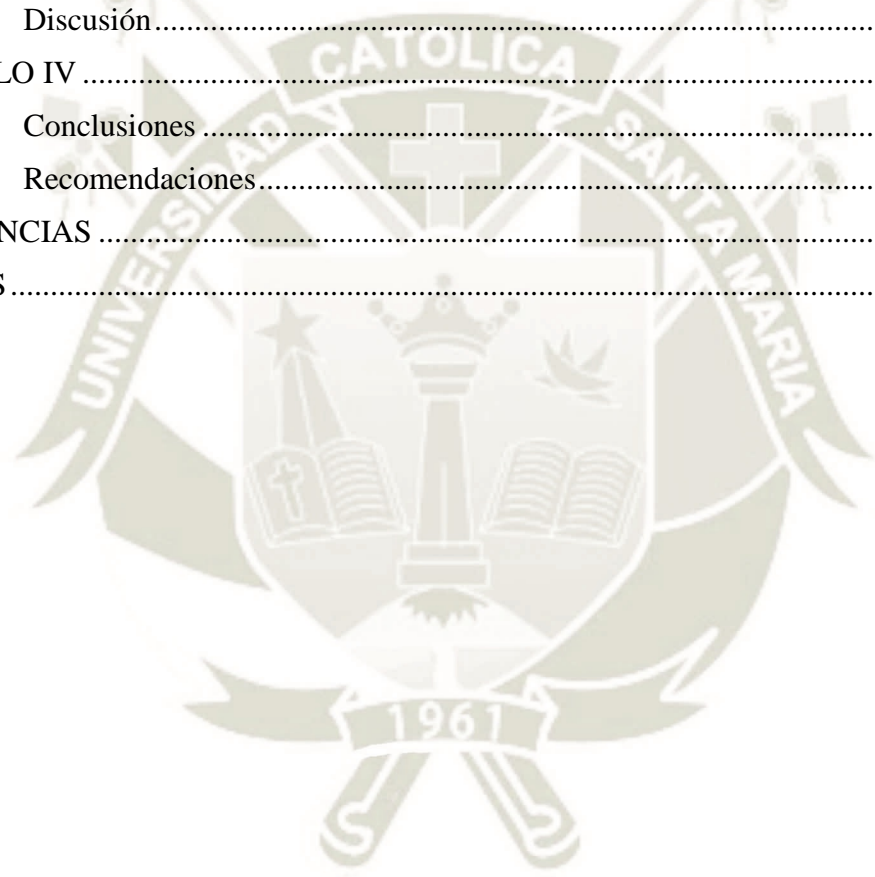 Discusión...............................................................................................
LO IV ........................................................................................................
Conclusiones ........................................................................................
Recomendaciones.................................................................................
NCIAS ......................................................................................................
S.................................................................................................................
UNIVERSIDAD CATOLICA SANTA MARIA
1961